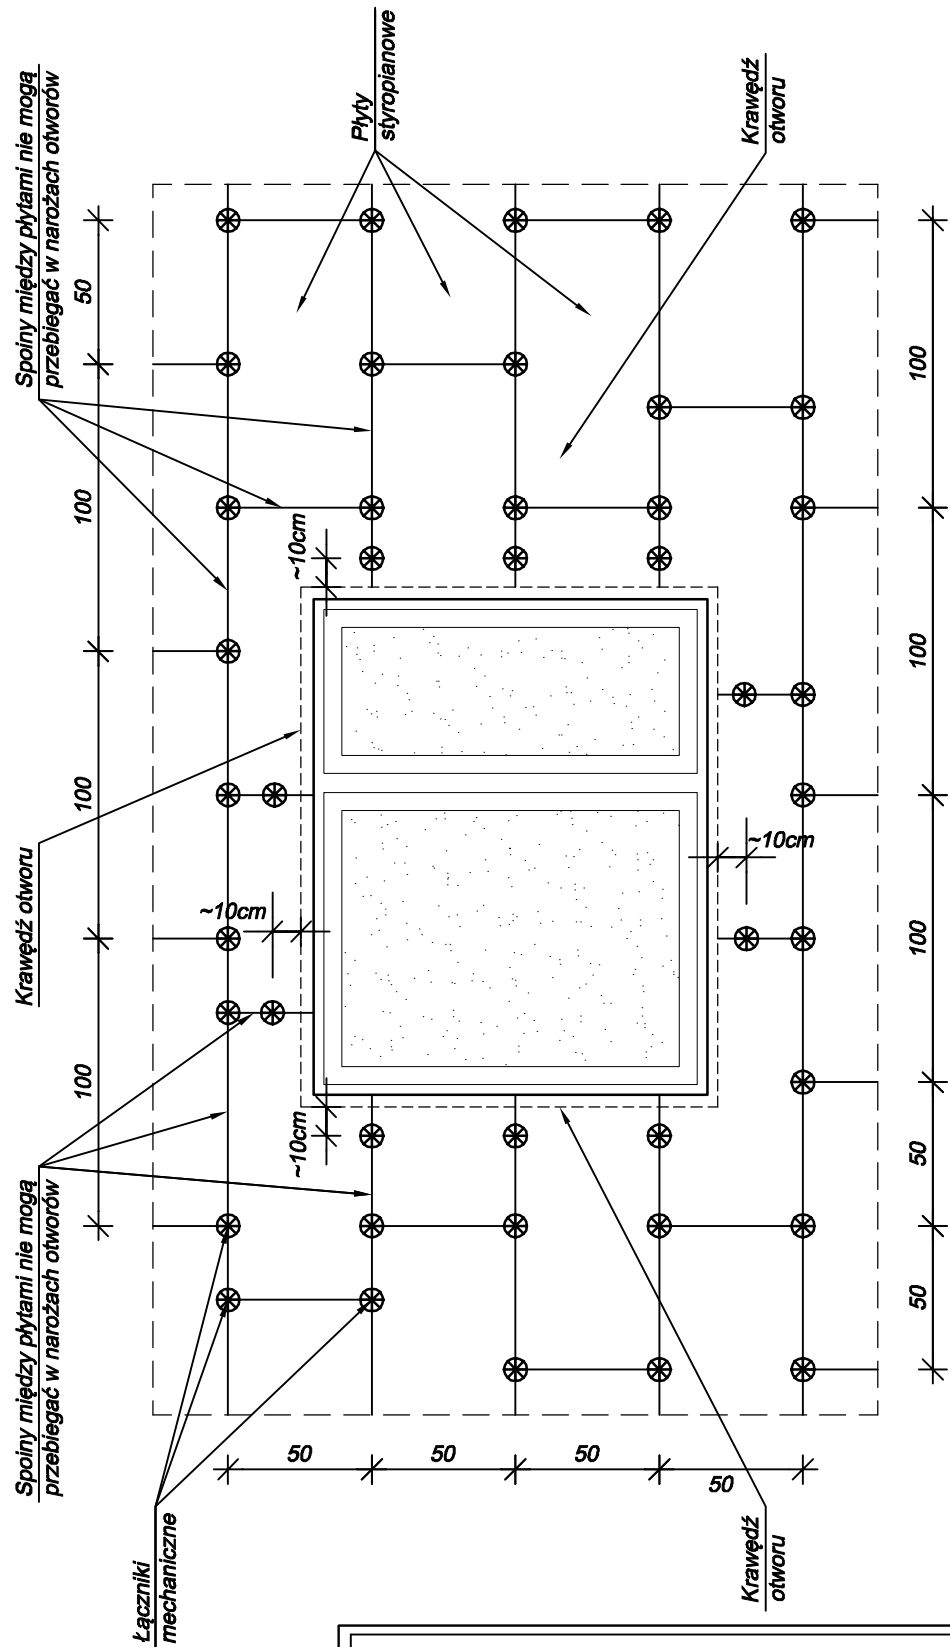 Spoiny między płytami nie mogą
przebiegać w narożach otworów
Krawędź otworu
Spoiny między płytami nie mogą
przebiegać w narożach otworów
Łączniki
mechaniczne
Płyty
styropianowe
Krawędź
otworu
Krawędź
otworu
100
100
100
50
~10cm
~10cm
~10cm
~10cm
50
50
50
50
50
50
100
100
100
100